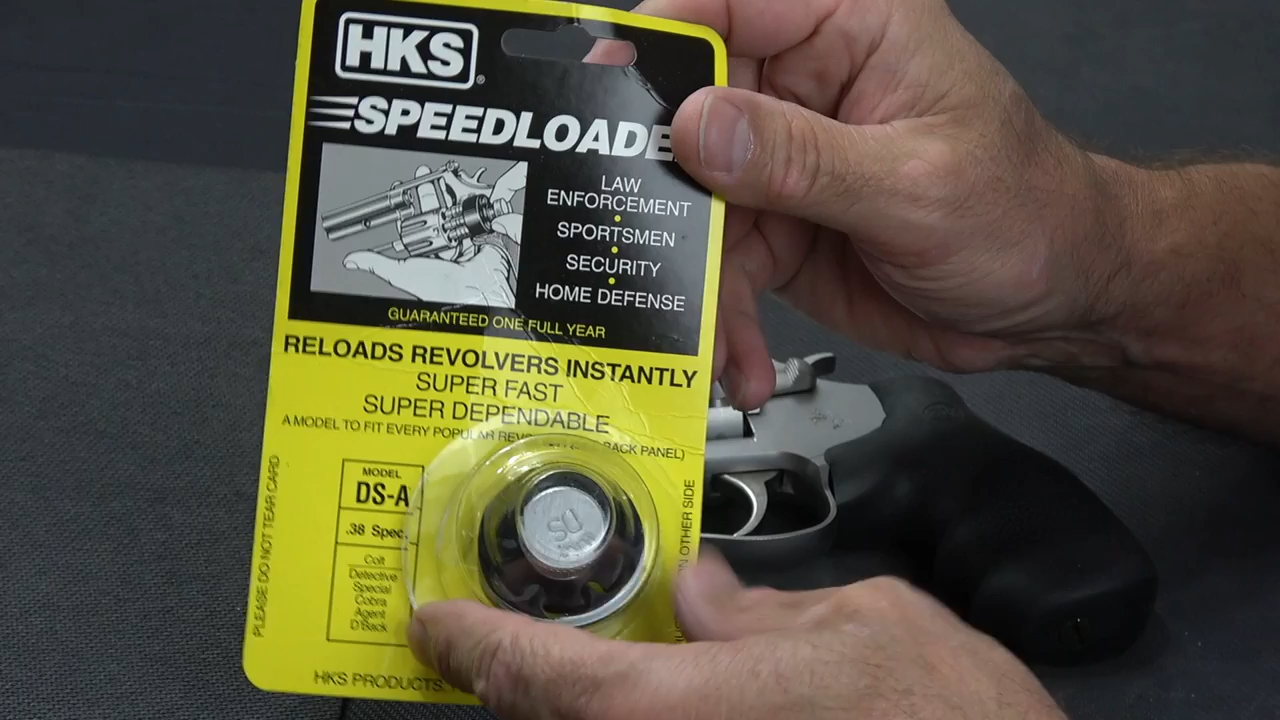 HKS®
SPEEDLOADE
LAW
ENFORCEMENT
SPORTSMEN
SECURITY
HOME DEFENSE
GUARANTEED ONE FULL YEAR
RELOADS REVOLVERS INSTANTLY
SUPER FAST
SUPER DEPENDABLE
A MODEL TO FIT EVERY POPULAR BACK PANEL)
MODEL
DS-A
.38 Spec.
Colt
Detective
Special
Cobra
Agent
D'Back
PLEASE DO NOT TEAR CARD
ON OTHER SIDE
DS
HKS PRODUCTS,